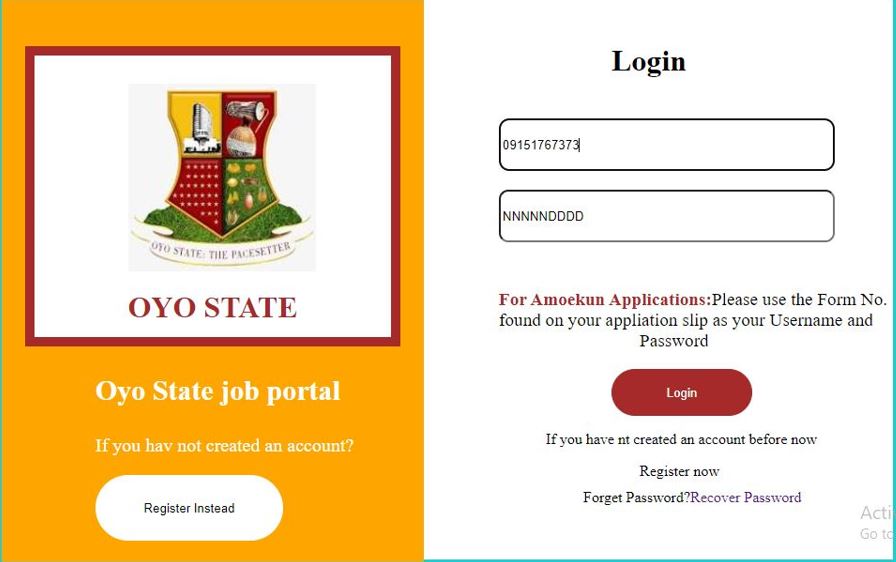 OYO STATE: THE PACESETTER
OYO STATE
Oyo State job portal
If you hav not created an account?
Register Instead
Login
09151767373
NNNNNDDDD
For Amoekun Applications:Please use the Form No.
found on your appliation slip as your Username and
Password
Login
If you have nt created an account before now
Register now
Forget Password?Recover Password
Acti
Go to